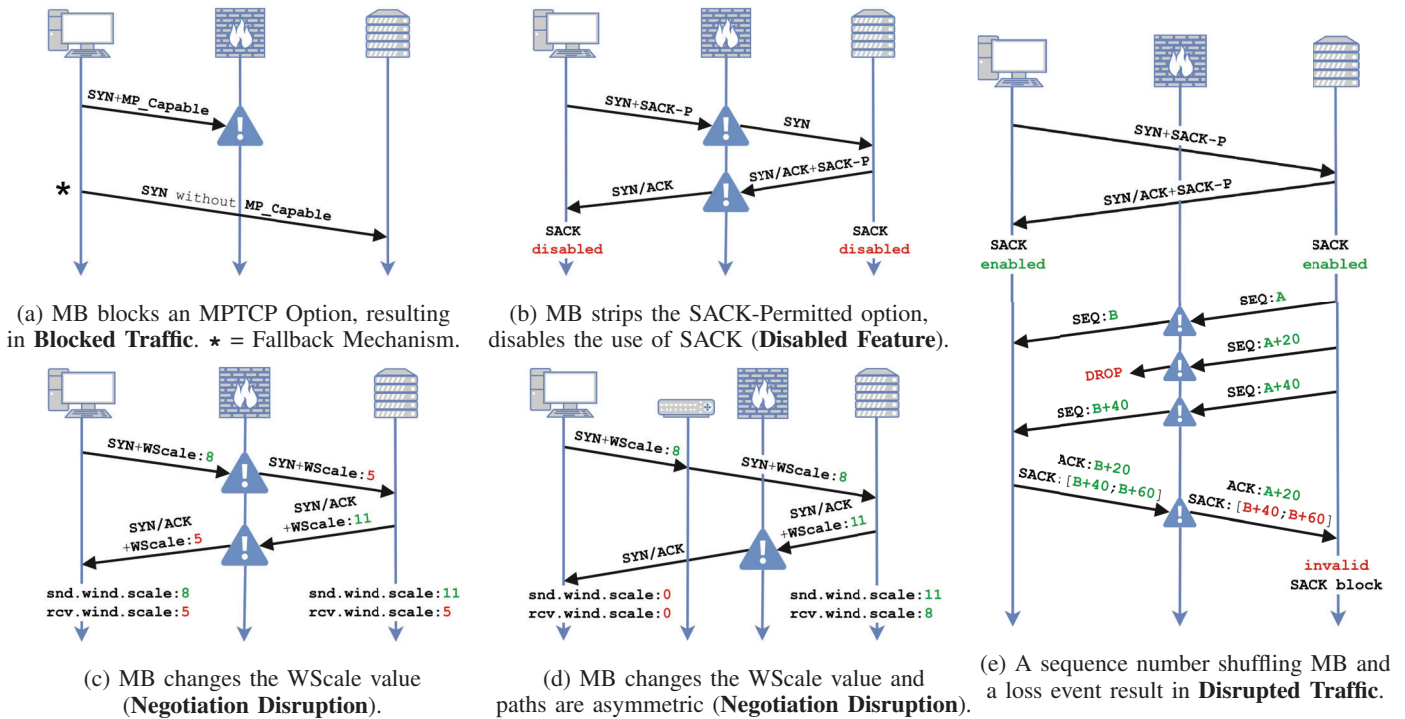 SYN+MP_Capable
*
SYN without MP_Capable
(a) MB blocks an MPTCP Option, resulting
in Blocked Traffic. * = Fallback Mechanism.
SYN+SACK-P
SYN
SYN/ACK+SACK-P
SYN/ACK
SACK
disabled
SACK
disabled
(b) MB strips the SACK-Permitted option,
disables the use of SACK (Disabled Feature).
SYN+WScale:8
SYN+WScale:5
SYN/ACK
+WScale:11
SYN/ACK
+WScale:5
snd.wind.scale:8
rcv.wind.scale:5
snd.wind.scale:11
rcv.wind.scale:5
(c) MB changes the WScale value
(Negotiation Disruption).
SYN+WScale:8
SYN+WScale:8
SYN/ACK
+WScale:11
SYN/ACK
snd.wind.scale:0
rcv.wind.scale:0
snd.wind.scale:11
rcv.wind.scale:8
(d) MB changes the WScale value and
paths are asymmetric (Negotiation Disruption).
SYN+SACK-P
SYN/ACK+SACK-P
SACK
enabled
SACK
enabled
SEQ:A
SEQ:B
SEQ:A+20
DROP
SEQ:A+40
SEQ:B+40
ACK:B+20
SACK:[B+40;B+60]
ACK:A+20
SACK:[B+40;B+60]
invalid
SACK block
(e) A sequence number shuffling MB and
a loss event result in Disrupted Traffic.